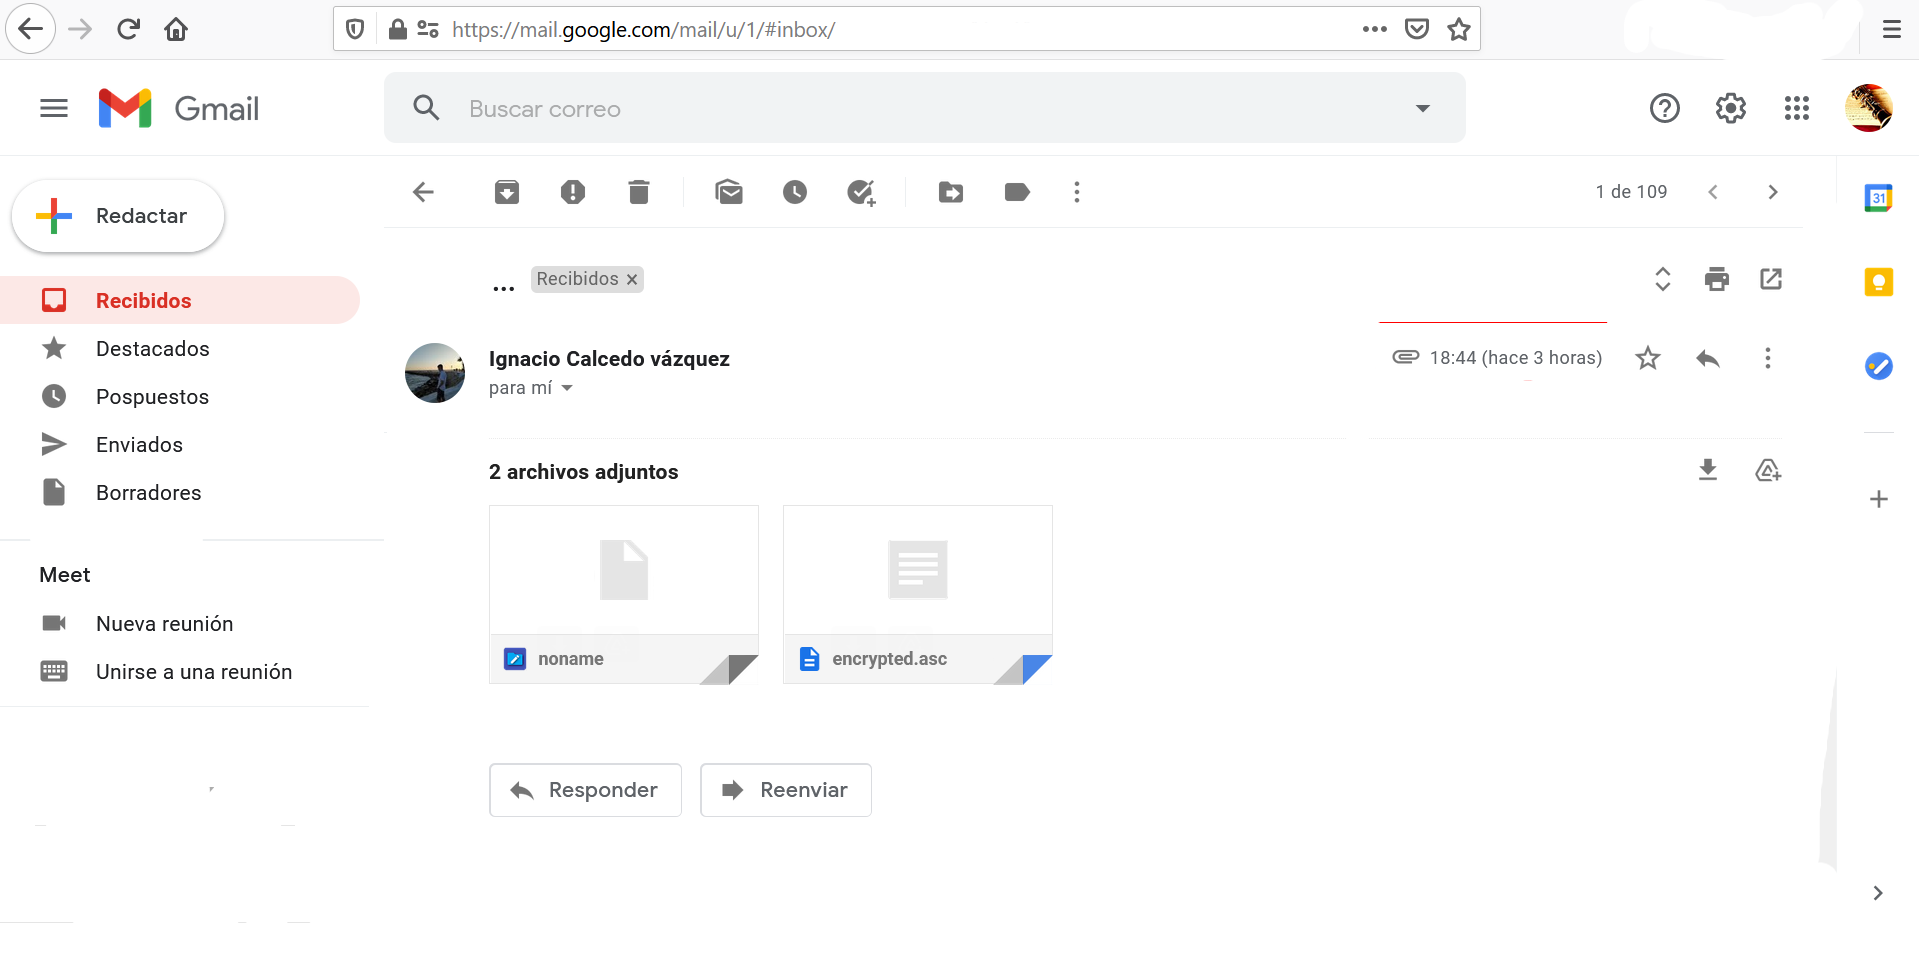 https://mail.google.com/mail/u/1/#inbox/
Gmail
Buscar correo
Redactar
1 de 109
31
... Recibidos
Recibidos
Destacados
Pospuestos
Enviados
Borradores
Ignacio Calcedo vázquez
para mí
18:44 (hace 3 horas)
2 archivos adjuntos
noname
encrypted.asc
Meet
Nueva reunión
Unirse a una reunión
Responder
Reenviar